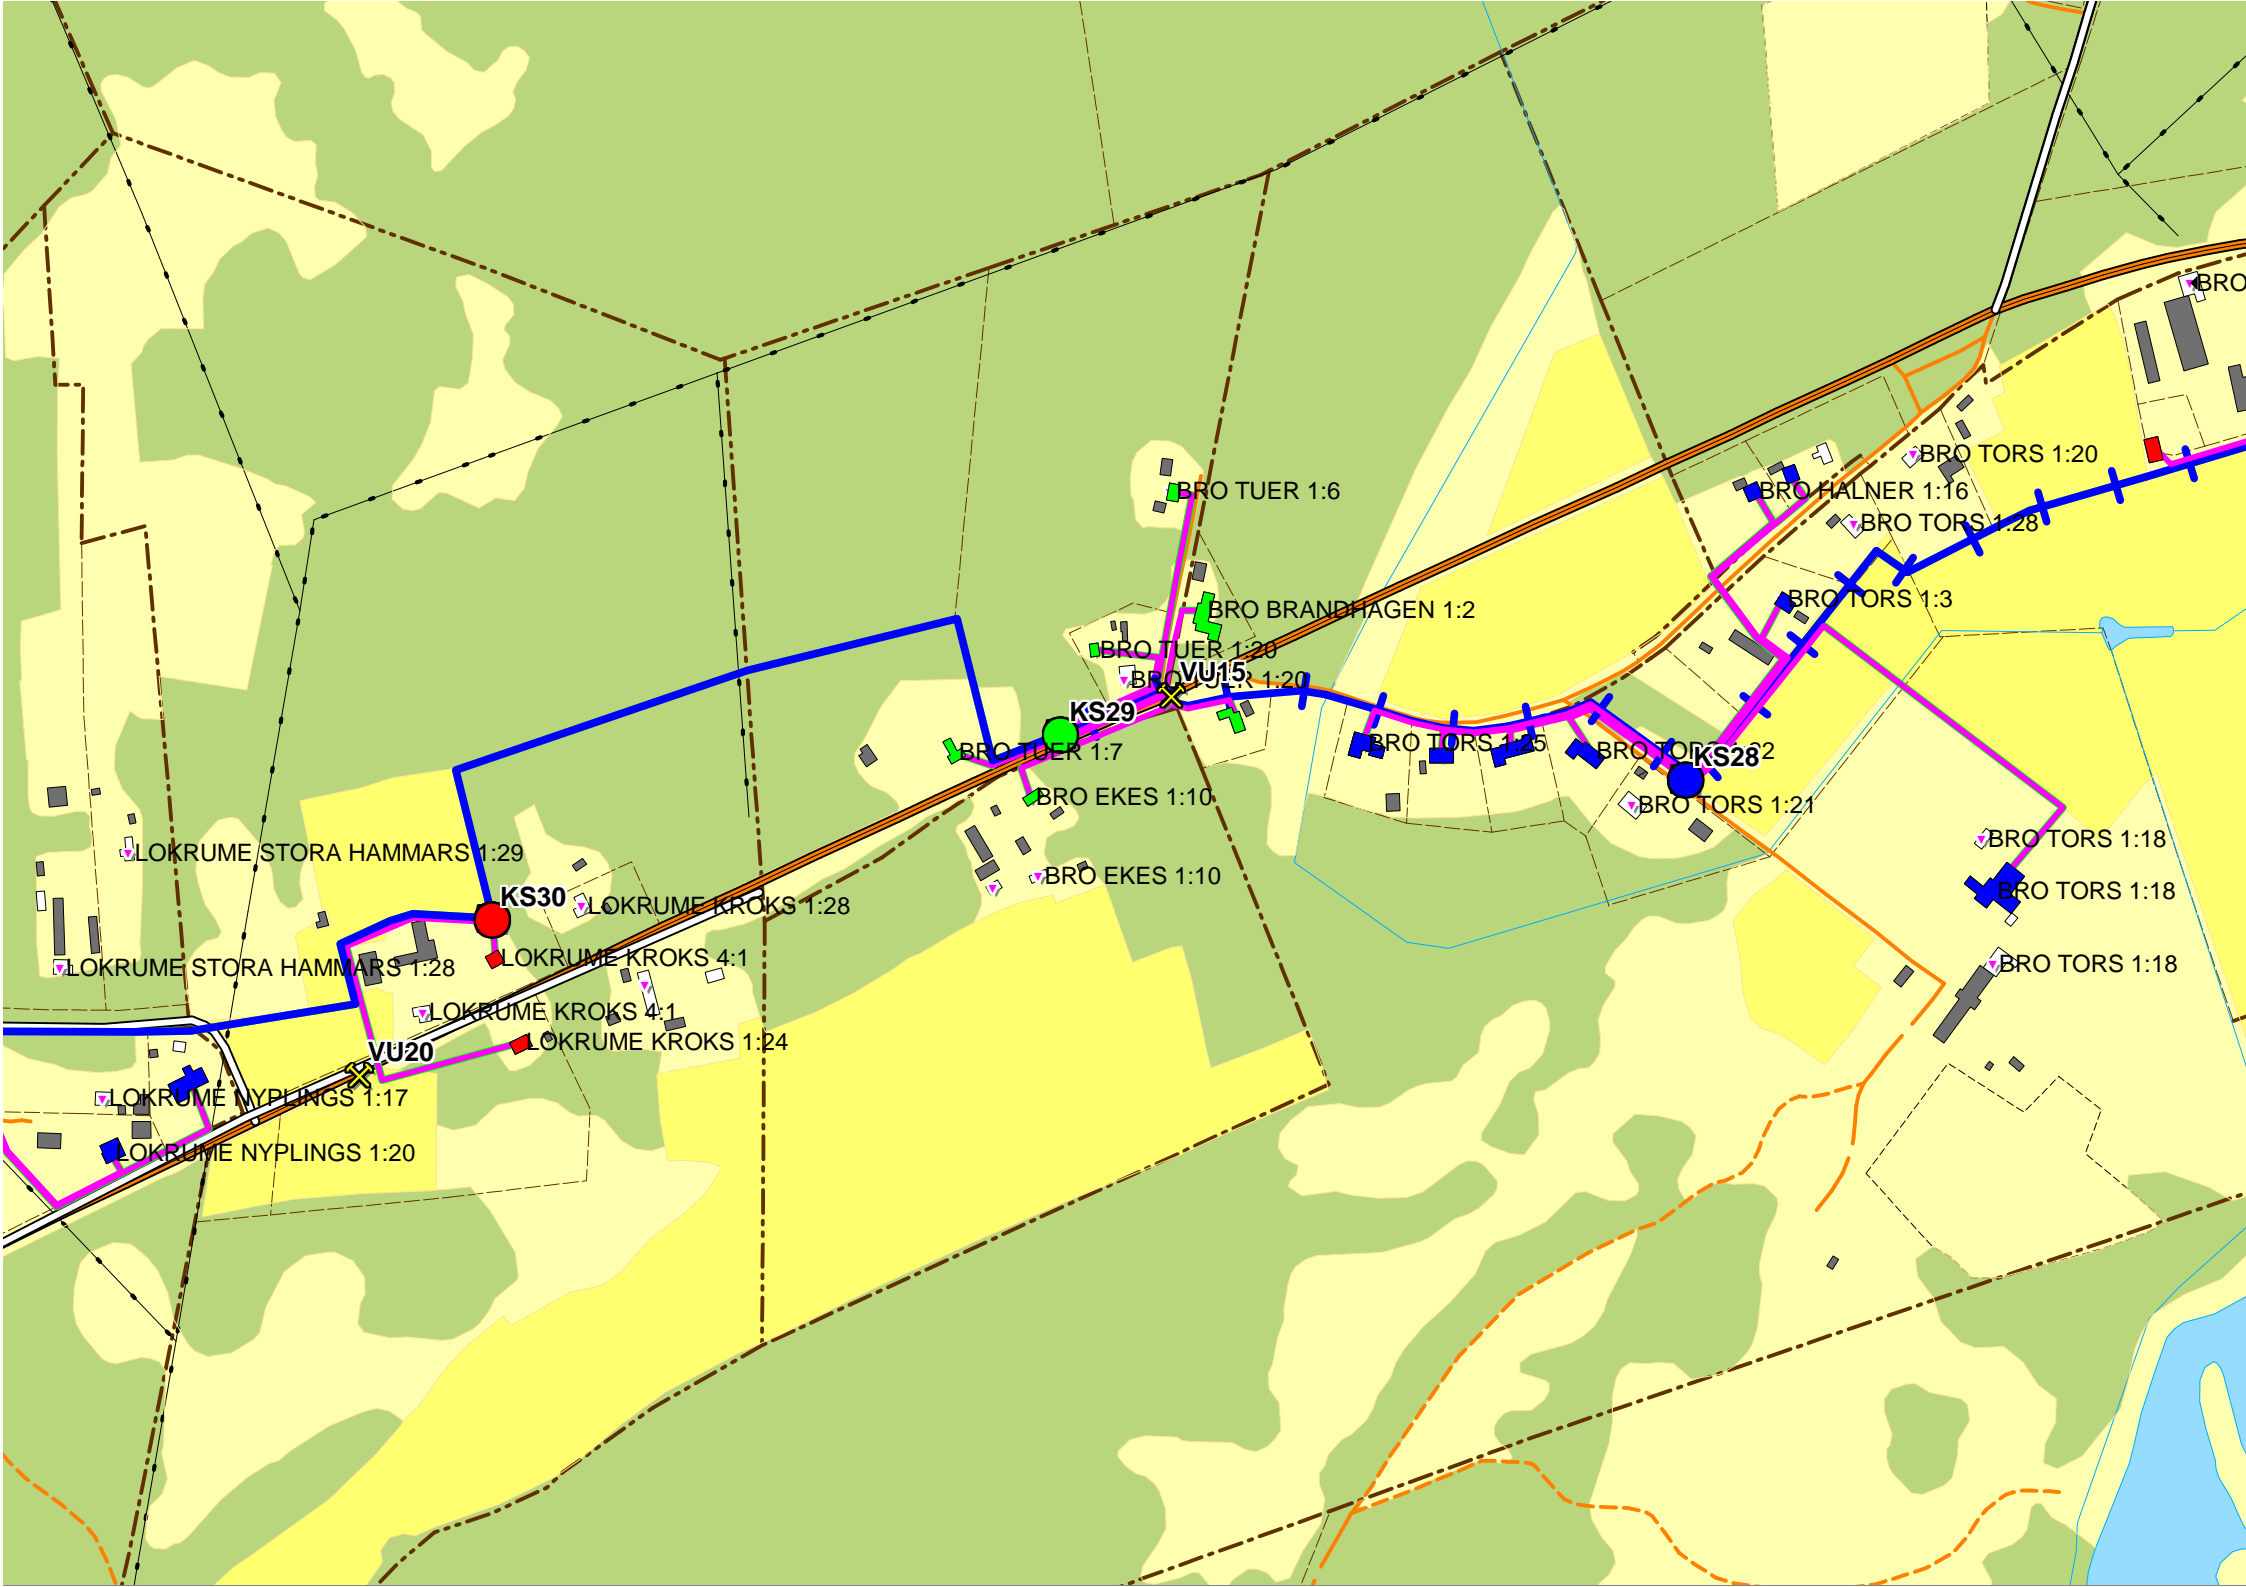 BRO
BRO TORS 1:20
BRO TUER 1:6
BRO HALNER 1:16
BRO TORS 1:28
BRO TORS 1:3
BRO BRANDHAGEN 1:2
BRO TUER 1:20
VU15
BRO TUER 1:20
KS29
BRO TORS 1:25
BRO TUER 1:7
KS28
BRO EKES 1:10
BRO TORS 1:21
BRO TORS 1:18
LOKRUME STORA HAMMARS 1:29
BRO EKES 1:10
BRO TORS 1:18
KS30
LOKRUME KROKS 1:28
LOKRUME KROKS 4:1
BRO TORS 1:18
LOKRUME STORA HAMMARS 1:28
LOKRUME KROKS 4:1
LOKRUME KROKS 1:24
VU20
LOKRUME NYPLINGS 1:17
LOKRUME NYPLINGS 1:20